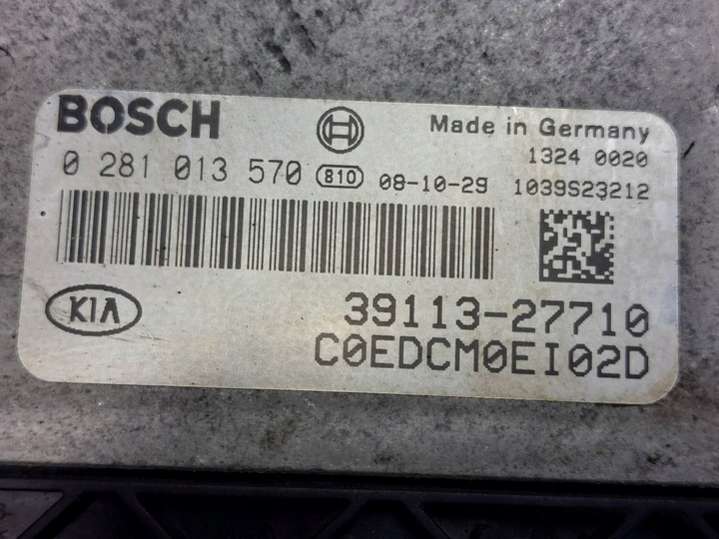 BOSCH
Made in Germany
1324 0020
0 281 013 570 810 08-10-29 1039S23212
KIA
39113-27710
C0EDCM0EI02D